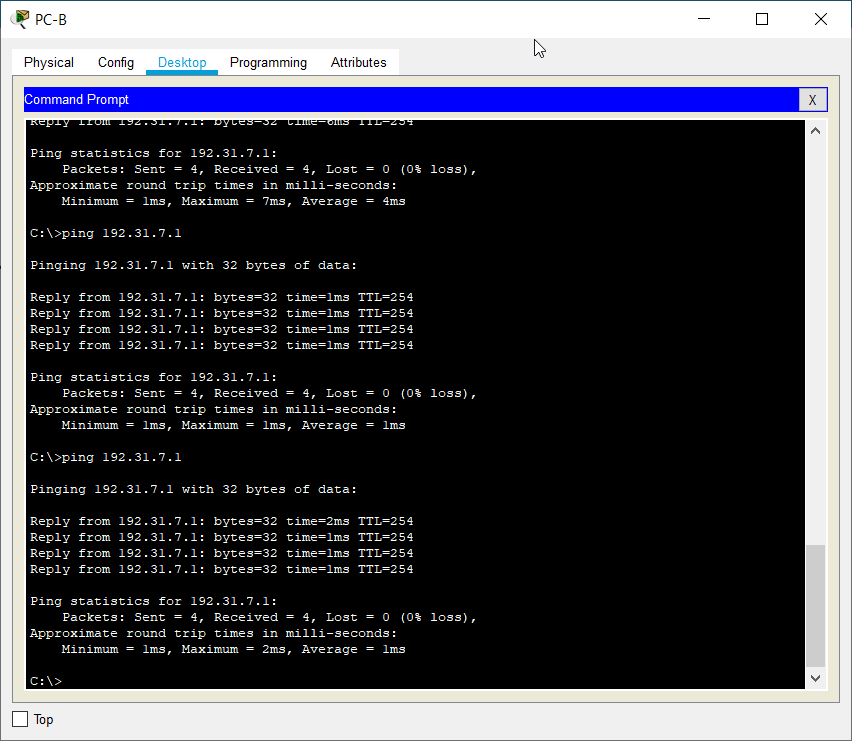 PC-B
Physical Config Desktop Programming Attributes
Command Prompt X
Reply from 192.31.7.1: bytes=32 time=6ms TTL=254
Ping statistics for 192.31.7.1:
Packets: Sent = 4, Received = 4, Lost = 0 (0% loss),
Approximate round trip times in milli-seconds:
Minimum = 1ms, Maximum = 7ms, Average = 4ms
C:\>ping 192.31.7.1
Pinging 192.31.7.1 with 32 bytes of data:
Reply from 192.31.7.1: bytes=32 time=1ms TTL=254
Reply from 192.31.7.1: bytes=32 time=1ms TTL=254
Reply from 192.31.7.1: bytes=32 time=1ms TTL=254
Reply from 192.31.7.1: bytes=32 time=1ms TTL=254
Ping statistics for 192.31.7.1:
Packets: Sent = 4, Received = 4, Lost = 0 (0% loss),
Approximate round trip times in milli-seconds:
Minimum = 1ms, Maximum = 1ms, Average = 1ms
C:\>ping 192.31.7.1
Pinging 192.31.7.1 with 32 bytes of data:
Reply from 192.31.7.1: bytes=32 time=2ms TTL=254
Reply from 192.31.7.1: bytes=32 time=1ms TTL=254
Reply from 192.31.7.1: bytes=32 time=1ms TTL=254
Reply from 192.31.7.1: bytes=32 time=1ms TTL=254
Ping statistics for 192.31.7.1:
Packets: Sent = 4, Received = 4, Lost = 0 (0% loss),
Approximate round trip times in milli-seconds:
Minimum = 1ms, Maximum = 2ms, Average = 1ms
C:\>
Top